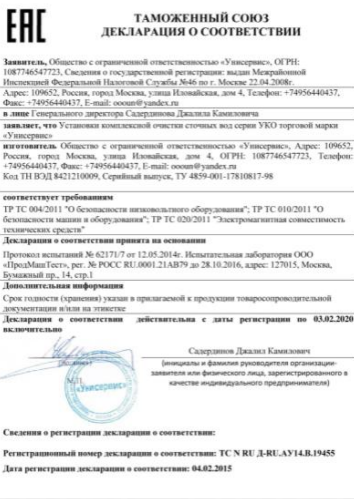 ЕАС
ТАМОЖЕННЫЙ СОЮЗ
ДЕКЛАРАЦИЯ О СООТВЕТСТВИИ
Заявитель, Общество с ограниченной ответственностью «Унисервис», ОГРН:
1087746547723, Сведения о государственной регистрации: выдан Межрайонной
Инспекцией Федеральной Налоговой Службы №46 по г. Москве 22.04.2008г.
Адрес: 109652, Россия, город Москва, улица Иловайская, дом 4, Телефон: +74956440437,
Факс: +74956440437, E-mail: oooun@yandex.ru
в лице Генерального директора Садердинова Джалила Камиловича
заявляет, что Установки комплексной очистки сточных вод серии УКО торговой марки
«Унисервис»
изготовитель Общество с ограниченной ответственностью «Унисервис», Адрес: 109652,
Россия, город Москва, улица Иловайская, дом 4, ОГРН: 1087746547723, Телефон:
+74956440437, Факс: +74956440437, E-mail: oooun@yandex.ru
Код ТН ВЭД 8421210009, Серийный выпуск, ТУ 4859-001-17810817-98
соответствует требованиям
ТР ТС 004/2011 "О безопасности низковольтного оборудования"; ТР ТС 010/2011 "О
безопасности машин и оборудования"; ТР ТС 020/2011 "Электромагнитная совместимость
технических средств"
Декларация о соответствии принята на основании
Протокол испытаний № 62171/7 от 12.05.2014г. Испытательная лаборатория ООО
«ПродМашТест», рег. № РОСС RU.0001.21АВ79 до 28.10.2016, адрес: 127015, Москва,
Бумажный пр., 14, стр.1
Дополнительная информация
Срок годности (хранения) указан в прилагаемой к продукции товаросопроводительной
документации и/или на этикетке
Декларация о соответствии действительна с даты регистрации по 03.02.2020
включительно
Садердинов Джалил Камилович
(инициалы и фамилия руководителя организации-
заявителя или физического лица, зарегистрированного в
качестве индивидуального предпринимателя)
М.П.
«Унисервис»
Сведения о регистрации декларации о соответствии:
Регистрационный номер декларации о соответствии: ТС N RU Д-RU.АУ14.В.19455
Дата регистрации декларации о соответствии: 04.02.2015